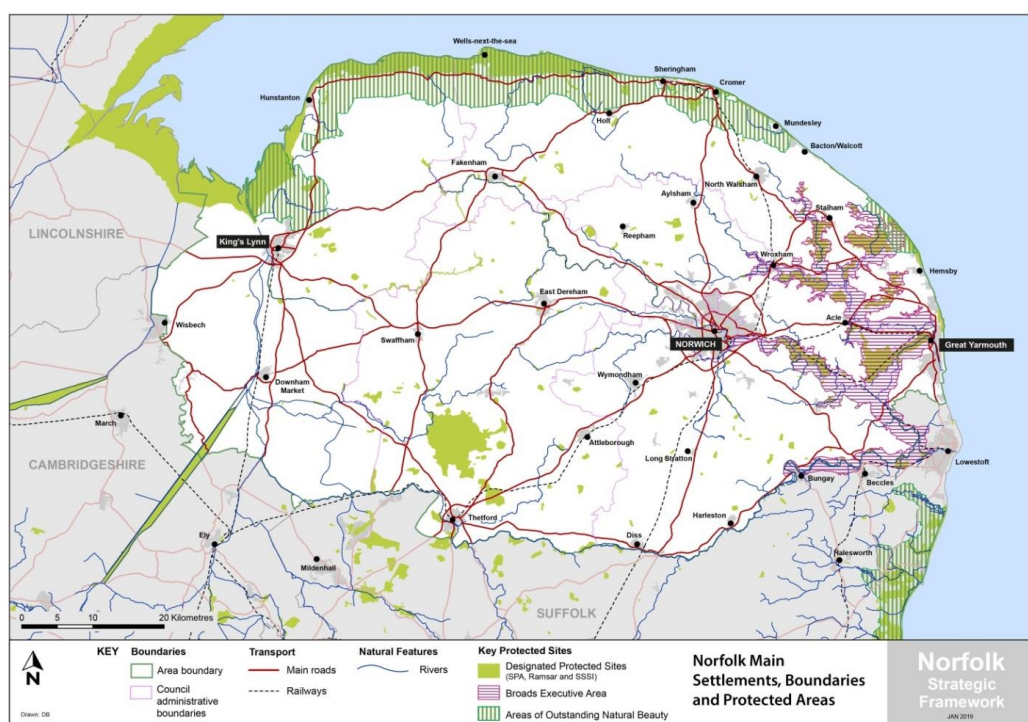 Wells-next-the-sea
Sheringham
Cromer
Hunstanton
Holt
Mundesley
Bacton/Walcott
Fakenham
North Walsham
Aylsham
Stalham
LINCOLNSHIRE
King's Lynn
Reepham
Wroxham
Hemsby
East Dereham
Wisbech
Acle
Swaffham
NORWICH
Great Yarmouth
Wymondham
Downham
Market
March
Attleborough
Long Stratton
CAMBRIDGESHIRE
Lowestoft
Bungay
Beccles
Thetford
Harleston
Ely
Diss
Halesworth
Mildenhall
SUFFOLK
0 5 10 20 Kilometres
N
Drawn: DB
KEY
Boundaries
Area boundary
Council
administrative
boundaries
Transport
Main roads
Railways
Natural Features
Rivers
Key Protected Sites
Designated Protected Sites
(SPA, Ramsar and SSSI)
Broads Executive Area
Areas of Outstanding Natural Beauty
Norfolk Main
Settlements, Boundaries
and Protected Areas
Norfolk
Strategic
Framework
JAN 2019